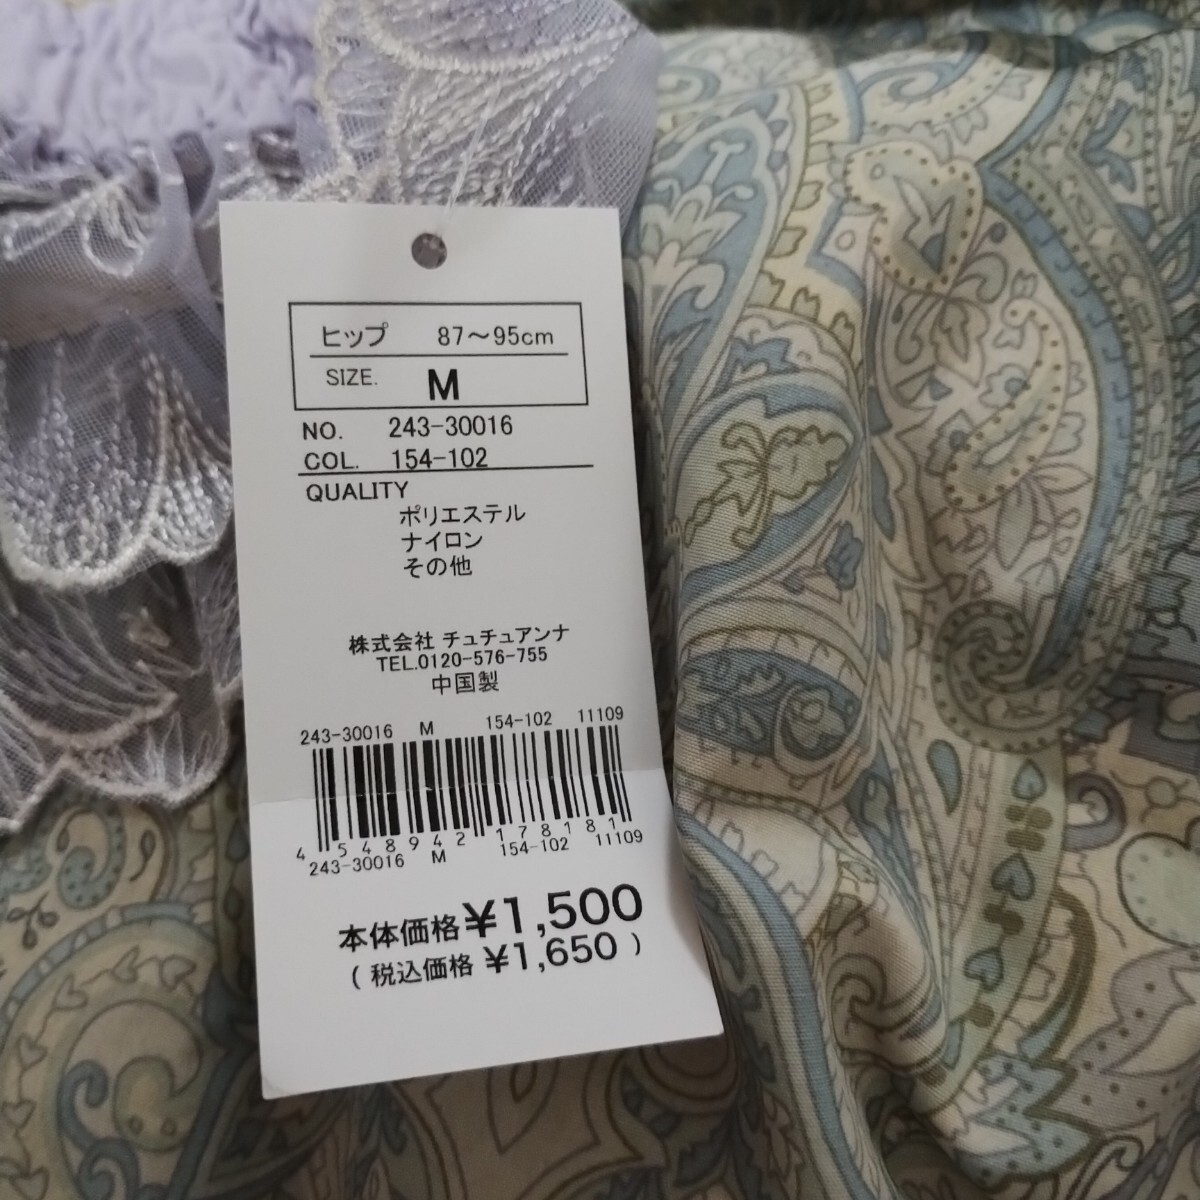 ヒップ 87～95cm
SIZE. M
NO. 243-30016
COL. 154-102
QUALITY
ポリエステル
ナイロン
その他
株式会社 チュチュアンナ
TEL.0120-576-755
中国製
243-30016 M 154-102 11109
4 548942 178181
243-30016 M 154-102 11109
本体価格 ¥1,500
( 税込価格 ¥1,650 )